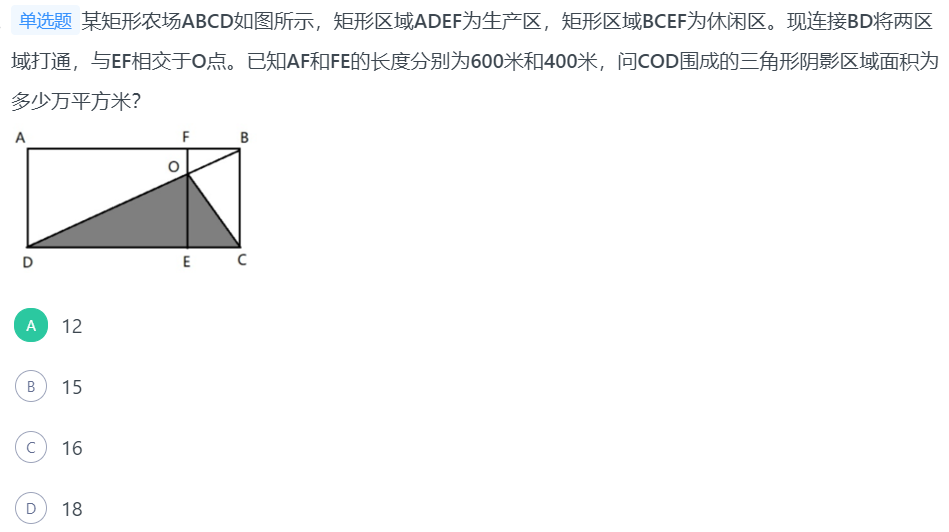 单选题 某矩形农场ABCD如图所示，矩形区域ADEF为生产区，矩形区域BCEF为休闲区。现连接BD将两区
域打通，与EF相交于O点。已知AF和FE的长度分别为600米和400米，问COD围成的三角形阴影区域面积为
多少万平方米？
A F B
O
D E C
A 12
B 15
C 16
D 18